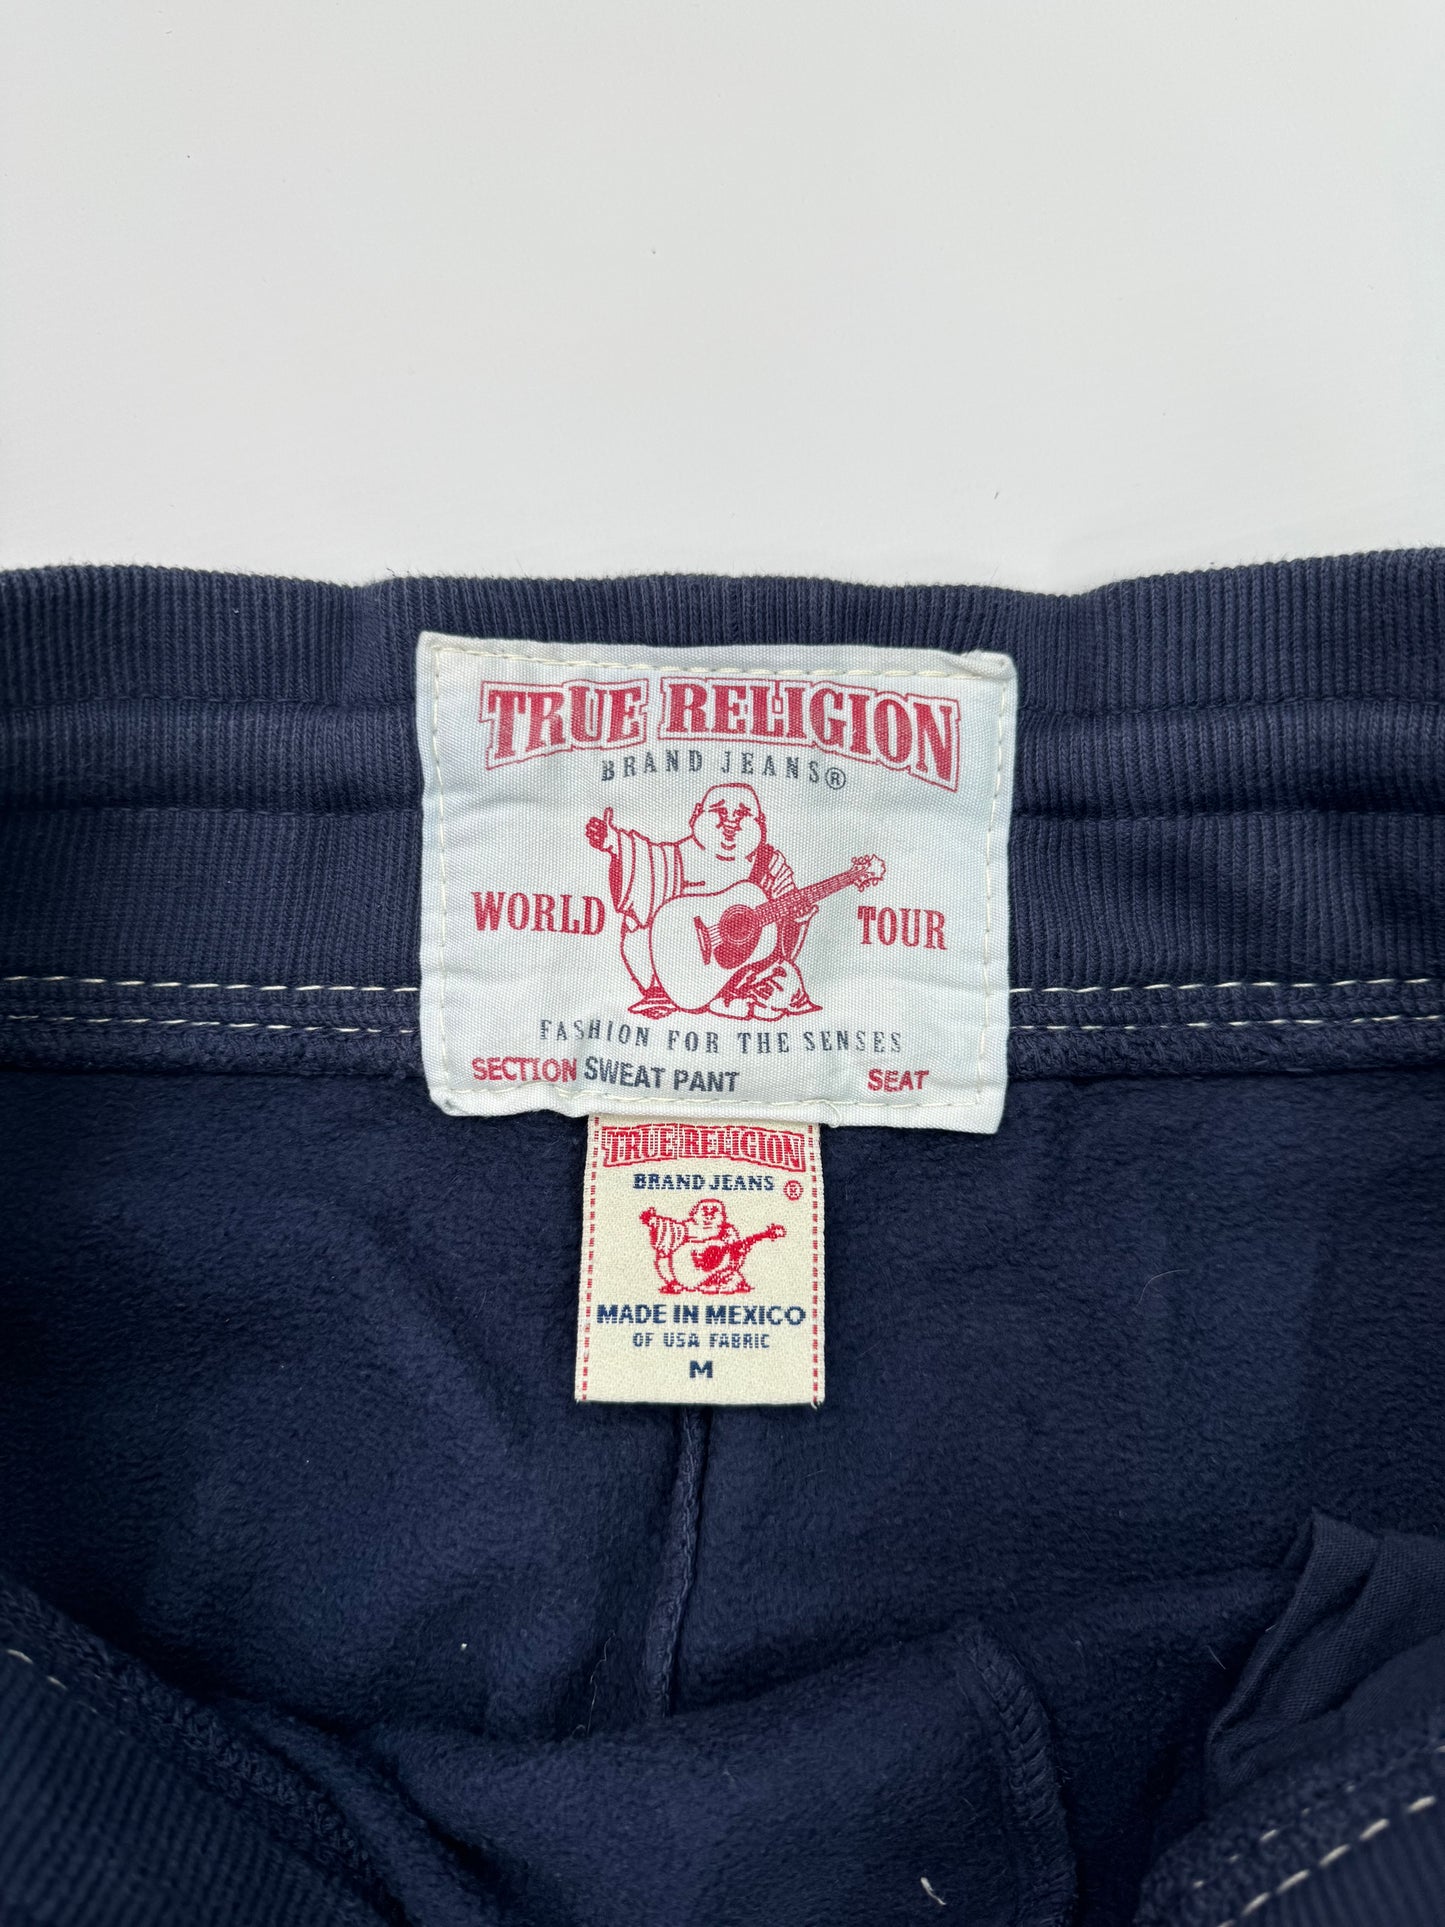 TRUE RELIGION
BRAND JEANS®
WORLD TOUR
FASHION FOR THE SENSES
SECTION SWEAT PANT SEAT
TRUE RELIGION
BRAND JEANS ®
MADE IN MEXICO
OF USA FABRIC
M